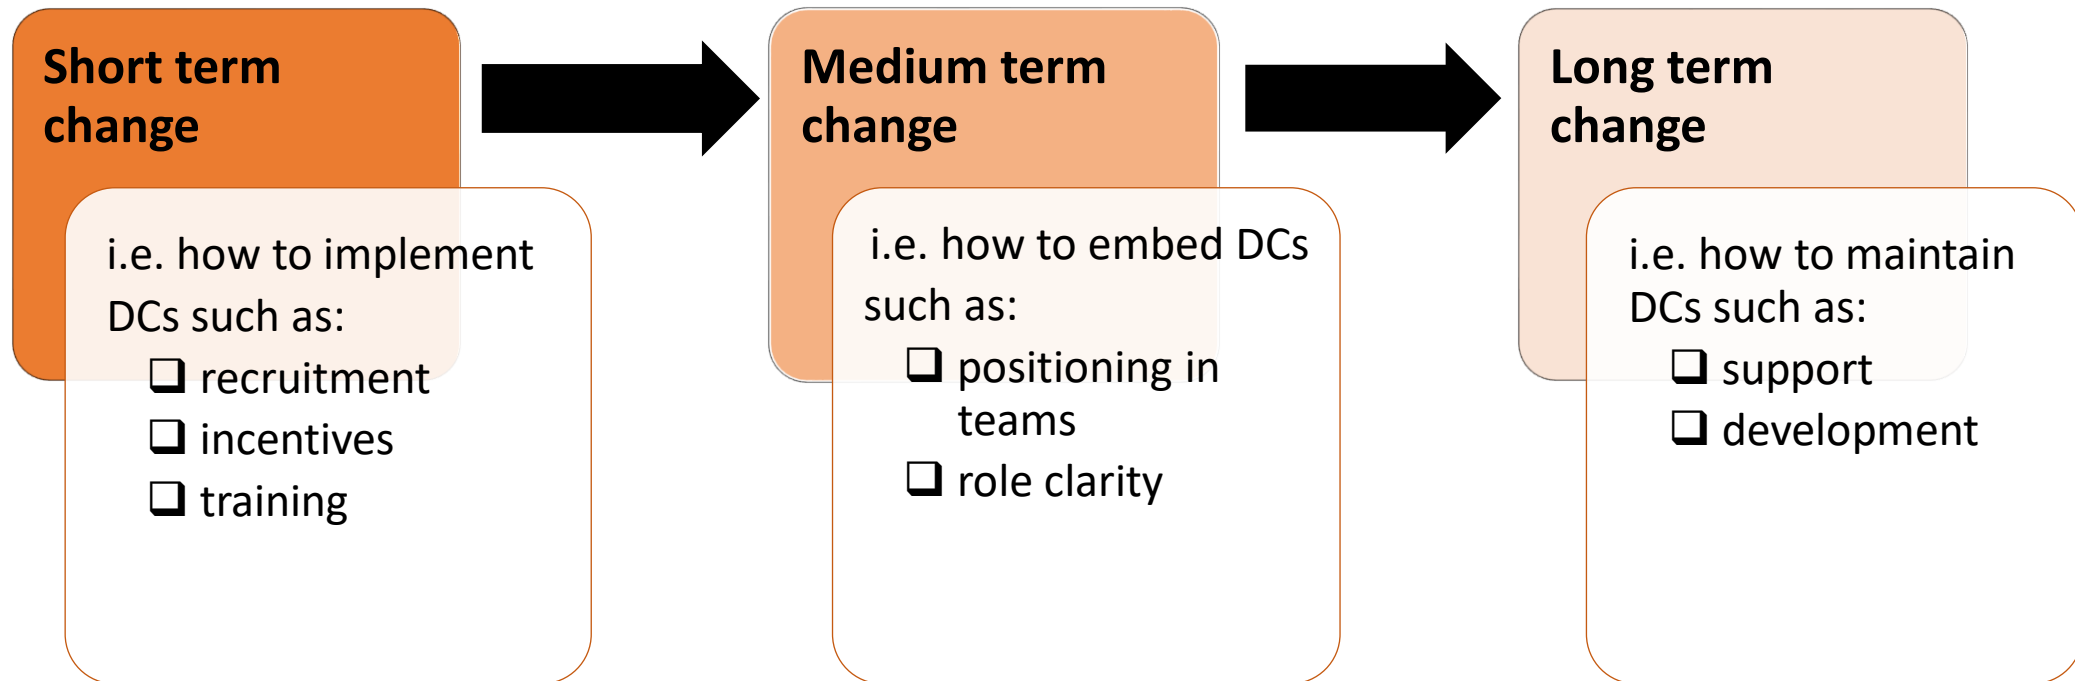 Short term
change
i.e. how to implement
DCs such as:
❑ recruitment
❑ incentives
❑ training
Medium term
change
i.e. how to embed DCs
such as:
❑ positioning in
teams
❑ role clarity
Long term
change
i.e. how to maintain
DCs such as:
❑ support
❑ development